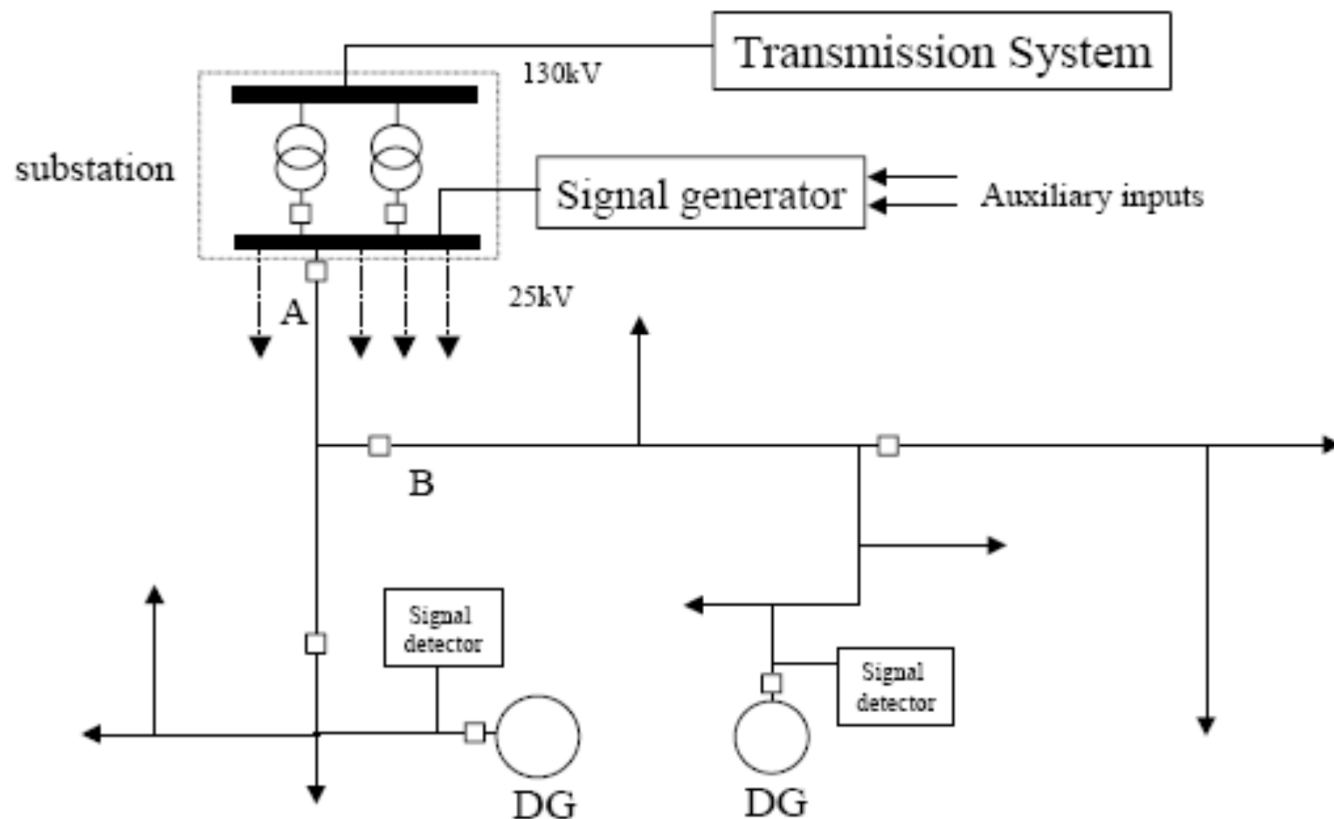 Transmission System
130kV
substation
Signal generator
Auxiliary inputs
25kV
A
B
Signal
detector
Signal
detector
DG
DG